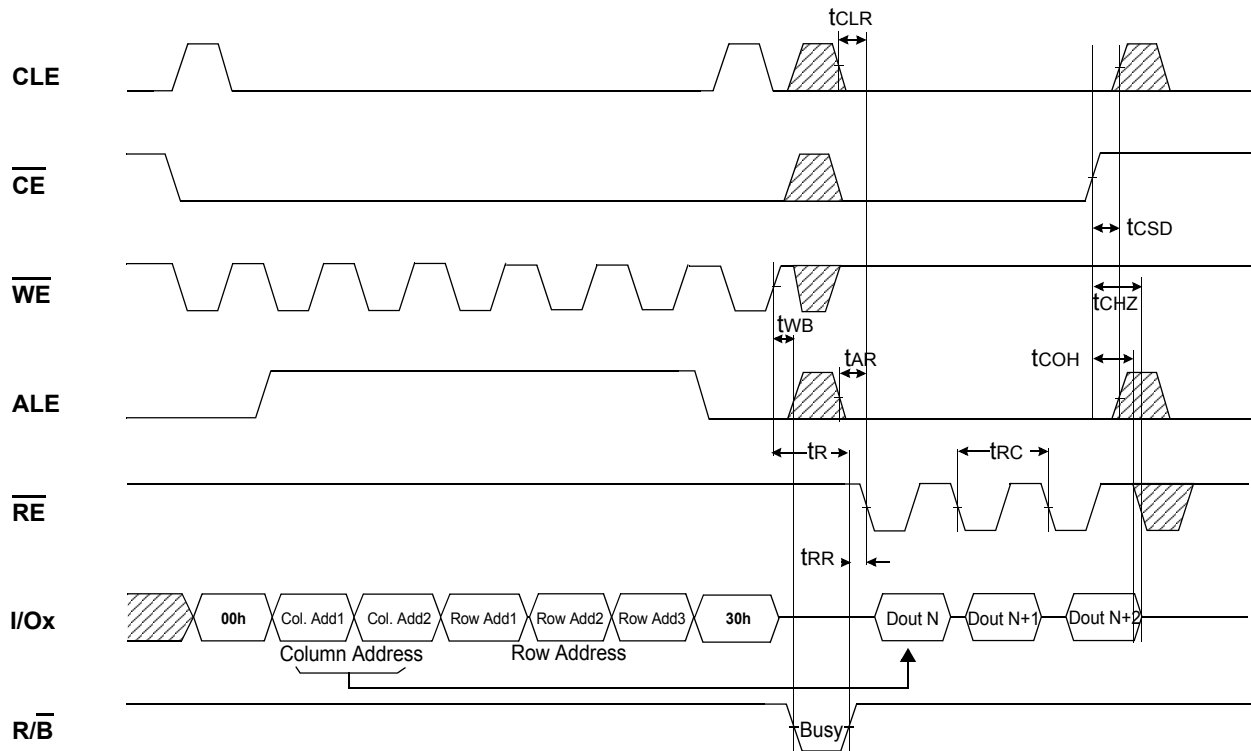 tCLR
CLE
CE
tCSD
WE
tCHZ
tWB
tAR
tCOH
ALE
tR
tRC
RE
tRR
I/Ox
00h
Col. Add1
Col. Add2
Row Add1
Row Add2
Row Add3
30h
Dout N
Dout N+1
Dout N+2
Column Address
Row Address
R/B
Busy